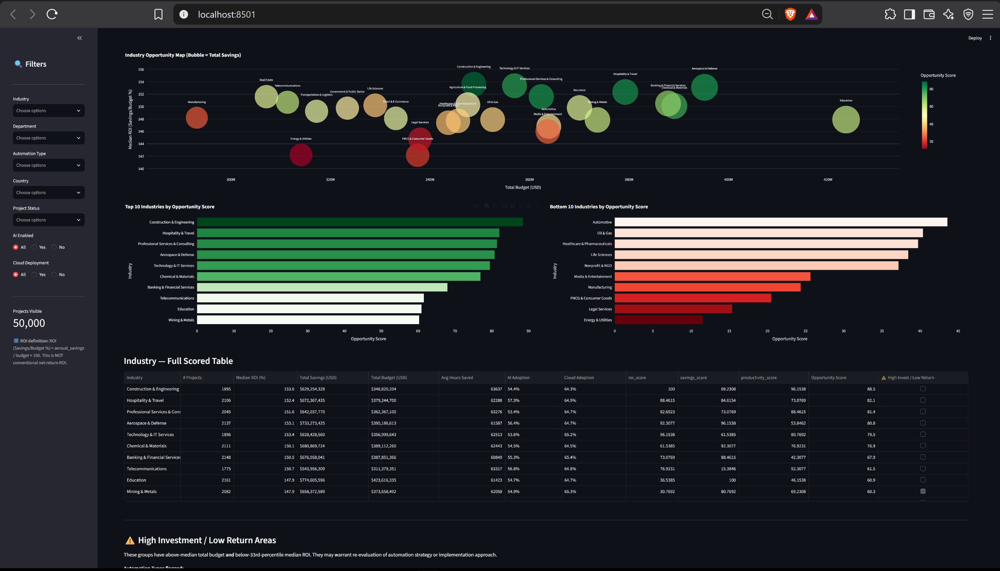 localhost:8501
Deploy
Filters
Industry
Choose options
Department
Choose options
Automation Type
Choose options
Country
Choose options
Project Status
Choose options
AI Enabled
All Yes No
Cloud Deployment
All Yes No
Projects Visible
50,000
ROI definition: ROI
(Savings/Budget %) = annual_savings
/ budget × 100. This is NOT
conventional net-return ROI.
Industry Opportunity Map (Bubble = Total Savings)
Median ROI (Savings/Budget %)
156
154
152
150
148
146
144
142
140
Construction & Engineering
Technology & IT Services
Aerospace & Defense
Hospitality & Travel
Real Estate
Professional Services & Consulting
Telecommunications
Banking & Financial Services
Agriculture & Food Processing
Chemical & Materials
Life Sciences
Insurance
Government & Public Sector
Transportation & Logistics
Manufacturing
Retail & E-Commerce
Healthcare & Pharmaceuticals
Nonprofit & NGO
Oil & Gas
Mining & Metals
Education
Automotive
Media & Entertainment
Legal Services
Energy & Utilities
FMCG & Consumer Goods
300M 320M 340M 360M 380M 400M 420M
Total Budget (USD)
Opportunity Score
80
60
40
20
Top 10 Industries by Opportunity Score
Industry
Construction & Engineering
Hospitality & Travel
Professional Services & Consulting
Aerospace & Defense
Technology & IT Services
Chemical & Materials
Banking & Financial Services
Telecommunications
Education
Mining & Metals
0 10 20 30 40 50 60 70 80 90
Opportunity Score
Bottom 10 Industries by Opportunity Score
Industry
Automotive
Oil & Gas
Healthcare & Pharmaceuticals
Life Sciences
Nonprofit & NGO
Media & Entertainment
Manufacturing
FMCG & Consumer Goods
Legal Services
Energy & Utilities
0 5 10 15 20 25 30 35 40 45
Opportunity Score
Industry — Full Scored Table
Industry # Projects Median ROI (%) Total Savings (USD) Total Budget (USD) Avg Hours Saved AI Adoption Cloud Adoption roi_score savings_score productivity_score Opportunity Score ⚠️ High Invest / Low Return
Construction & Engineering 1895 153.6 $629,254,328 $348,820,334 63637 54.4% 64.3% 100 69.2308 96.1538 88.5
Hospitality & Travel 2106 152.4 $672,367,435 $379,244,700 62288 57.3% 64.9% 88.4615 84.6154 73.0769 82.1
Professional Services & Cons 2045 151.6 $642,037,770 $362,367,100 63276 53.4% 64.7% 82.6923 73.0769 88.4615 81.4
Aerospace & Defense 2137 153.1 $733,273,425 $395,186,613 61587 56.4% 64.7% 92.3077 96.1538 53.8462 80.8
Technology & IT Services 1896 153.4 $628,428,560 $356,999,643 62513 53.6% 65.2% 96.1538 61.5385 80.7692 79.5
Chemical & Materials 2111 150.1 $680,869,724 $389,112,260 62443 54.5% 64.5% 61.5385 92.3077 76.9231 76.9
Banking & Financial Services 2148 150.5 $676,058,041 $387,851,366 60849 55.3% 65.4% 73.0769 88.4615 42.3077 67.9
Telecommunications 1775 150.7 $543,956,309 $311,379,351 63317 56.8% 64.8% 76.9231 15.3846 92.3077 61.5
Education 2161 147.9 $774,605,596 $423,616,335 61423 54.7% 64.7% 36.5385 100 46.1538 60.9
Mining & Metals 2082 147.9 $658,372,589 $373,658,492 62058 54.9% 65.3% 30.7692 80.7692 69.2308 60.3
⚠️ High Investment / Low Return Areas
These groups have above-median total budget and below-33rd-percentile median ROI. They may warrant re-evaluation of automation strategy or implementation approach.
Automation Types flagged: